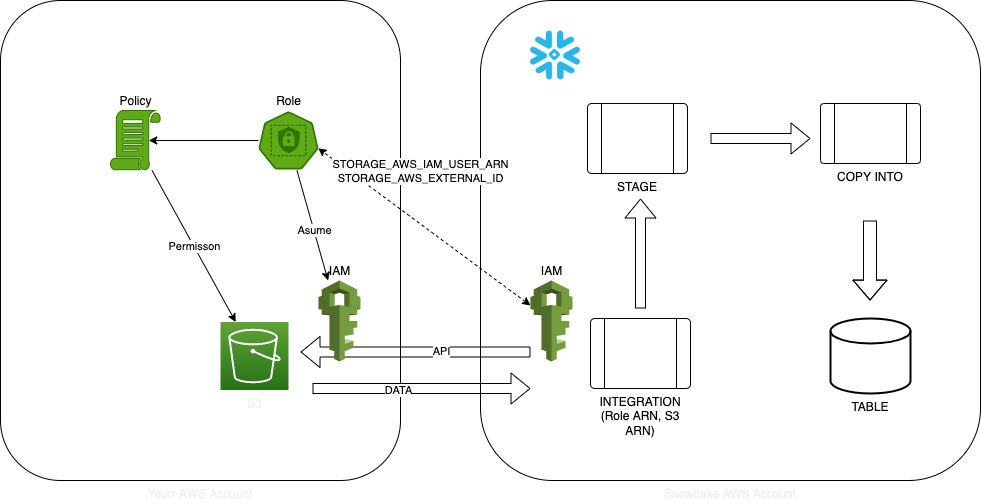 Policy
Role
STORAGE_AWS_IAM_USER_ARN
STORAGE_AWS_EXTERNAL_ID
STAGE
COPY INTO
Asume
Permisson
IAM
IAM
API
DATA
S3
INTEGRATION
(Role ARN, S3
ARN)
TABLE
Yourr AWS Account
Snowflake AWS Account